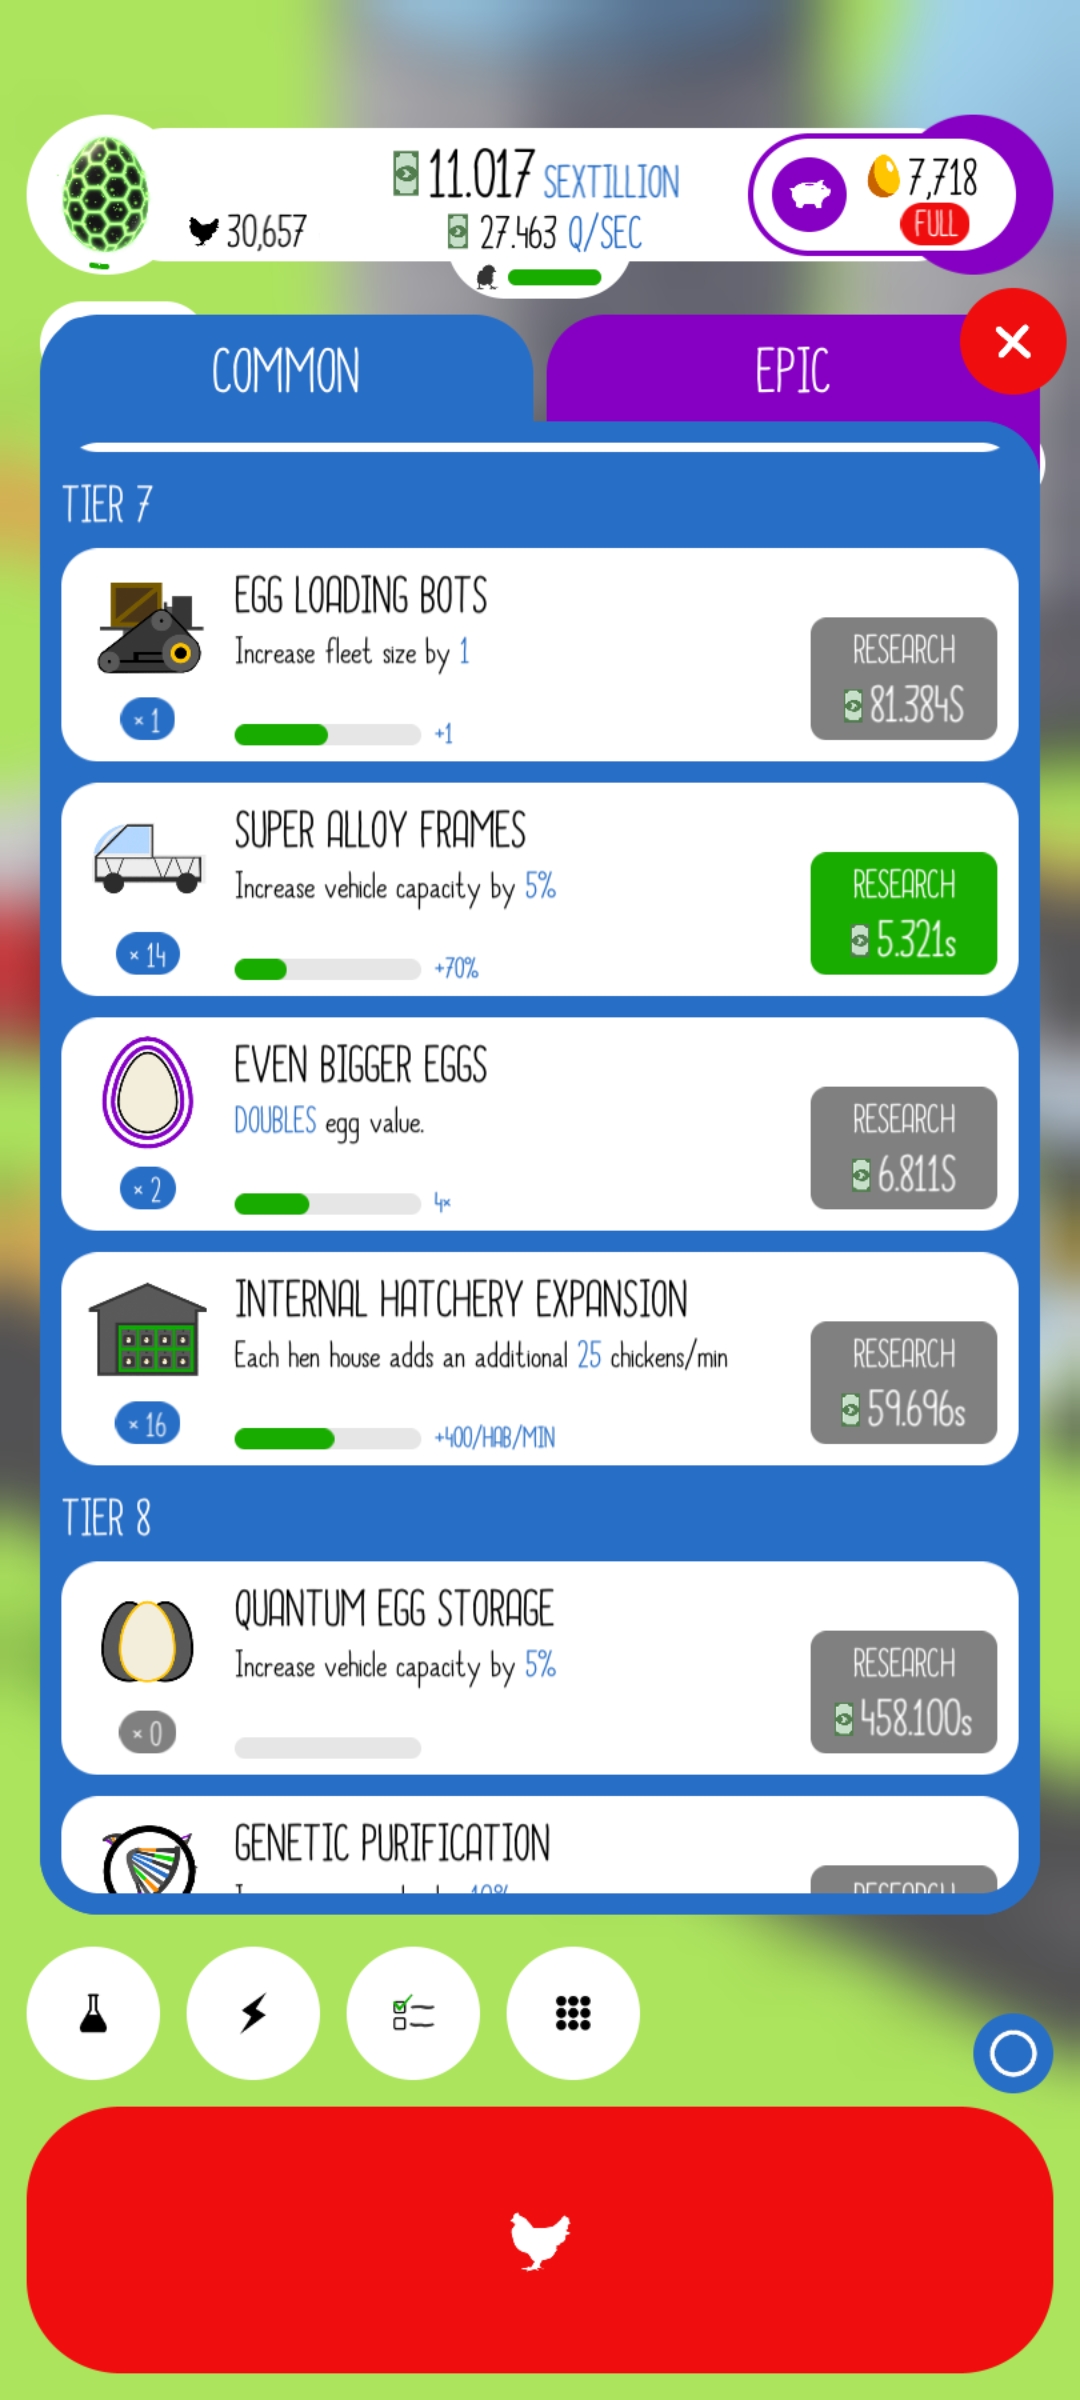 11.017 SEXTILLION
30,657
27.463 Q/SEC
7,718
FULL
COMMON
EPIC
TIER 7
EGG LOADING BOTS
Increase fleet size by 1
× 1
+1
RESEARCH
81.384S
SUPER ALLOY FRAMES
Increase vehicle capacity by 5%
× 14
+70%
RESEARCH
5.321s
EVEN BIGGER EGGS
DOUBLES egg value.
× 2
4×
RESEARCH
6.811S
INTERNAL HATCHERY EXPANSION
Each hen house adds an additional 25 chickens/min
× 16
+400/HAB/MIN
RESEARCH
59.696s
TIER 8
QUANTUM EGG STORAGE
Increase vehicle capacity by 5%
× 0
RESEARCH
458.100s
GENETIC PURIFICATION
10%
RESEARCH